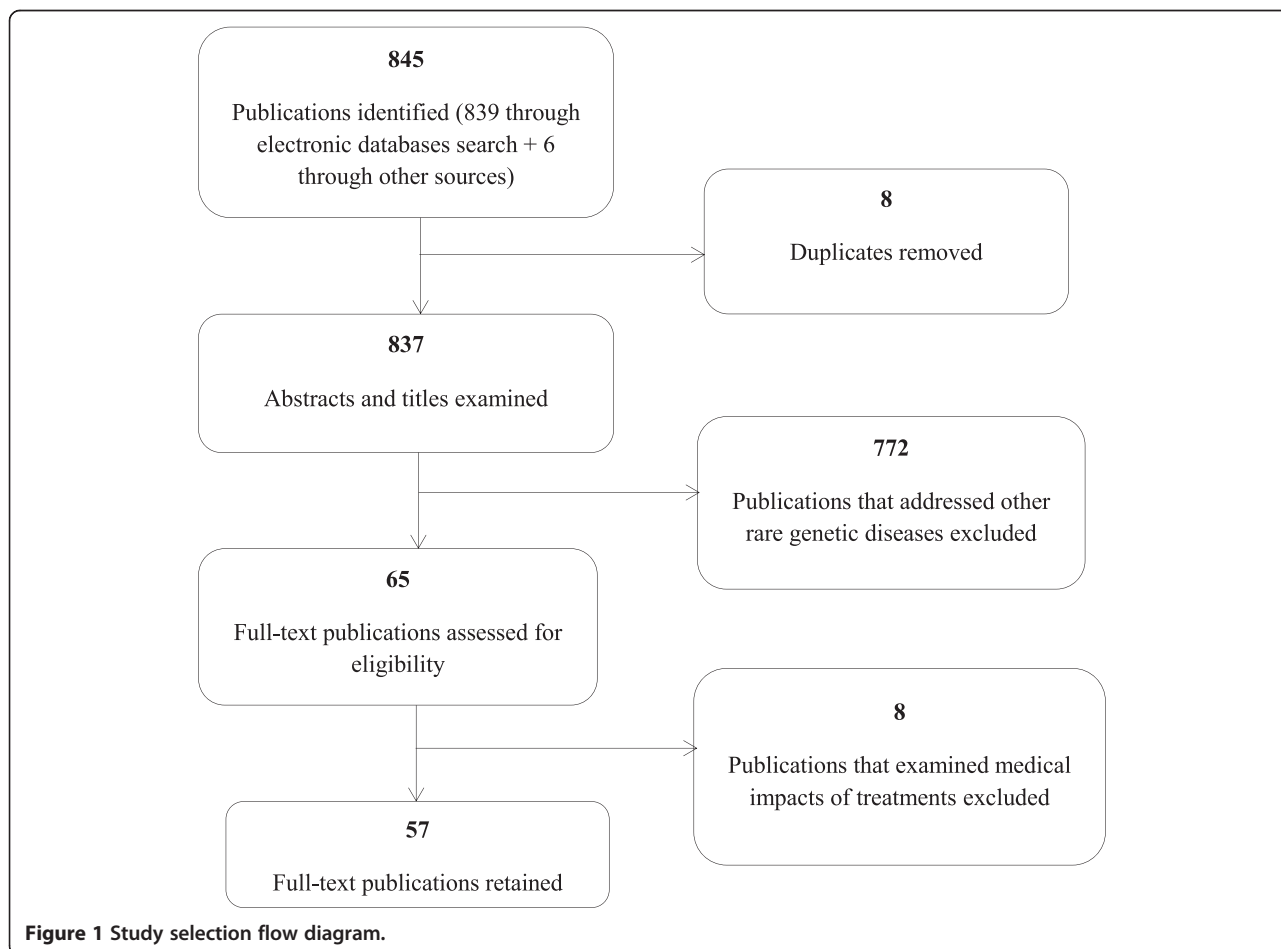 845
Publications identified (839 through
electronic databases search + 6
through other sources)
8
Duplicates removed
837
Abstracts and titles examined
772
Publications that addressed other
rare genetic diseases excluded
65
Full-text publications assessed for
eligibility
8
Publications that examined medical
impacts of treatments excluded
57
Full-text publications retained
Figure 1 Study selection flow diagram.